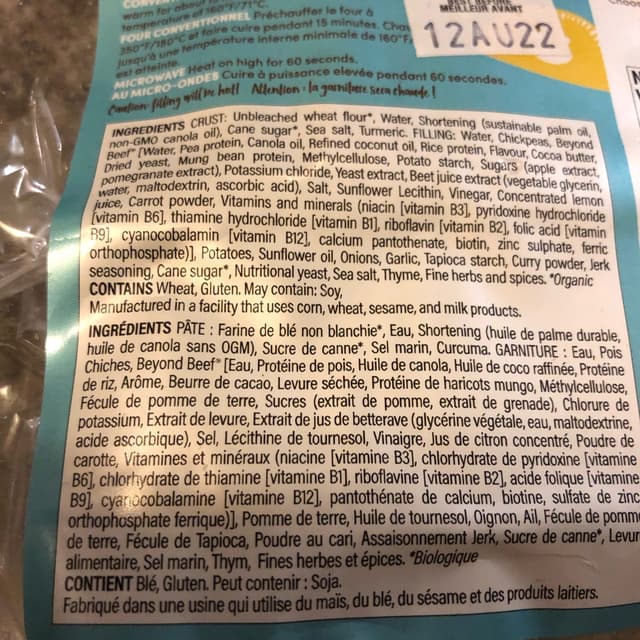 warm for about
temperature of 160°F/71°C.
POUR CONVENTIONNEL Préchauffer le four à
350°F/180°C et faire cuire pendant 15 minutes.
jusqu'à une température interne minimale de 160°F/
est atteinte.
MICROWAVE Heat on high for 60 seconds.
AU MICRO-ONDES Cuire à puissance elevée pendant 60 secondes.
Caution: filling will be hot! Attention : la garniture sera chaude !
BEST BEFORE
MEILLEUR AVANT
12AU22
INGREDIENTS CRUST: Unbleached wheat flour*, Water, Shortening (sustainable palm oil,
non-GMO canola oil), Cane sugar*, Sea salt, Turmeric. FILLING: Water, Chickpeas, Beyond
Beef® [Water, Pea protein, Canola oil, Refined coconut oil, Rice protein, Flavour, Cocoa butter,
Dried yeast, Mung bean protein, Methylcellulose, Potato starch, Sugars (apple extract,
pomegranate extract), Potassium chloride, Yeast extract, Beet juice extract (vegetable glycerin,
water, maltodextrin, ascorbic acid), Salt, Sunflower Lecithin, Vinegar, Concentrated lemon
juice, Carrot powder, Vitamins and minerals (niacin [vitamin B3], pyridoxine hydrochloride
[vitamin B6], thiamine hydrochloride [vitamin B1], riboflavin [vitamin B2], folic acid [vitamin
B9], cyanocobalamin [vitamin B12], calcium pantothenate, biotin, zinc sulphate, ferric
orthophosphate)], Potatoes, Sunflower oil, Onions, Garlic, Tapioca starch, Curry powder, Jerk
seasoning, Cane sugar*, Nutritional yeast, Sea salt, Thyme, Fine herbs and spices. *Organic
CONTAINS Wheat, Gluten. May contain: Soy,
Manufactured in a facility that uses corn, wheat, sesame, and milk products.
INGRÉDIENTS PÂTE : Farine de blé non blanchie*, Eau, Shortening (huile de palme durable,
huile de canola sans OGM), Sucre de canne*, Sel marin, Curcuma. GARNITURE : Eau, Pois
Chiches, Beyond Beef® [Eau, Protéine de pois, Huile de canola, Huile de coco raffinée, Protéine
de riz, Arôme, Beurre de cacao, Levure séchée, Protéine de haricots mungo, Méthylcellulose,
Fécule de pomme de terre, Sucres (extrait de pomme, extrait de grenade), Chlorure de
potassium, Extrait de levure, Extrait de jus de betterave (glycérine végétale, eau, maltodextrine,
acide ascorbique), Sel, Lécithine de tournesol, Vinaigre, Jus de citron concentré, Poudre de
carotte, Vitamines et minéraux (niacine [vitamine B3], chlorhydrate de pyridoxine [vitamine
B6], chlorhydrate de thiamine [vitamine B1], riboflavine [vitamine B2], acide folique [vitamine
B9], cyanocobalamine [vitamine B12], pantothénate de calcium, biotine, sulfate de zinc
orthophosphate ferrique)], Pomme de terre, Huile de tournesol, Oignon, Ail, Fécule de pomm
de terre, Fécule de Tapioca, Poudre au cari, Assaisonnement Jerk, Sucre de canne*, Levur
alimentaire, Sel marin, Thym, Fines herbes et épices. *Biologique
CONTIENT Blé, Gluten. Peut contenir : Soja.
Fabriqué dans une usine qui utilise du maïs, du blé, du sésame et des produits laitiers.